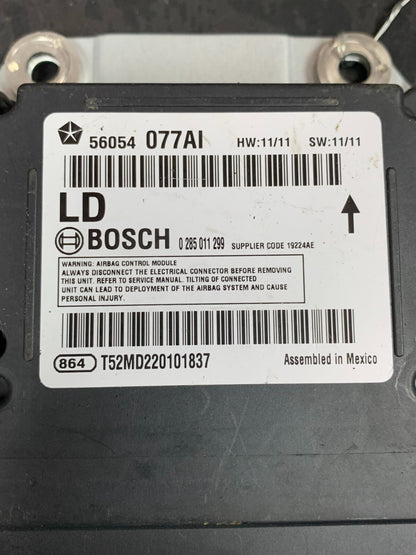 56054 077AI HW:11/11 SW:11/11
LD
BOSCH 0 285 011 299 SUPPLIER CODE 19224AE
WARNING: AIRBAG CONTROL MODULE
ALWAYS DISCONNECT THE ELECTRICAL CONNECTOR BEFORE REMOVING
THIS UNIT. REFER TO SERVICE MANUAL. TILTING OF CONNECTED
UNIT CAN LEAD TO DEPLOYMENT OF THE AIRBAG SYSTEM AND CAUSE
PERSONAL INJURY.
864 T52MD220101837 Assembled in Mexico